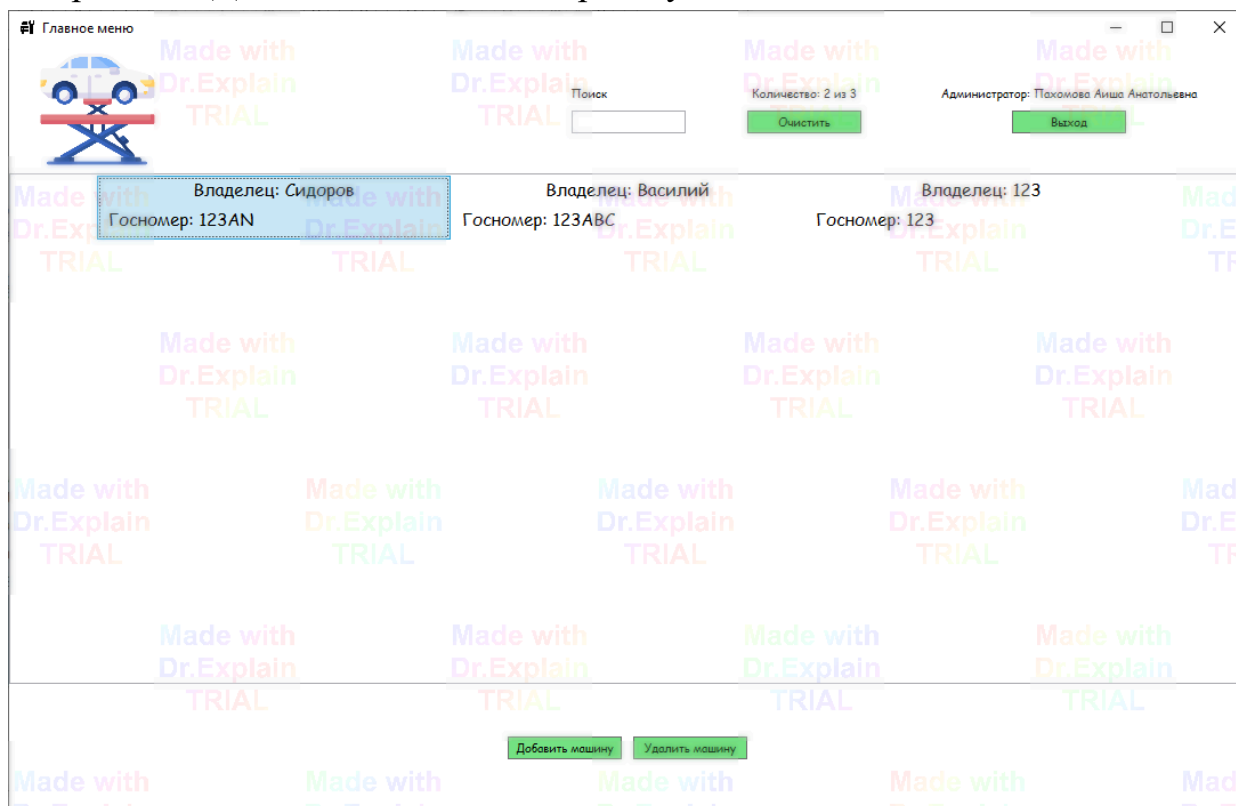 Главное меню
Поиск
Количество: 2 из 3
Администратор: Пахомова Аиша Анатольевна
Очистить
Выход
Владелец: Сидоров
Госномер: 123AN
Владелец: Василий
Госномер: 123ABC
Владелец: 123
Госномер: 123
Добавить машину
Удалить машину
Made with
Dr.Explain
TRIAL